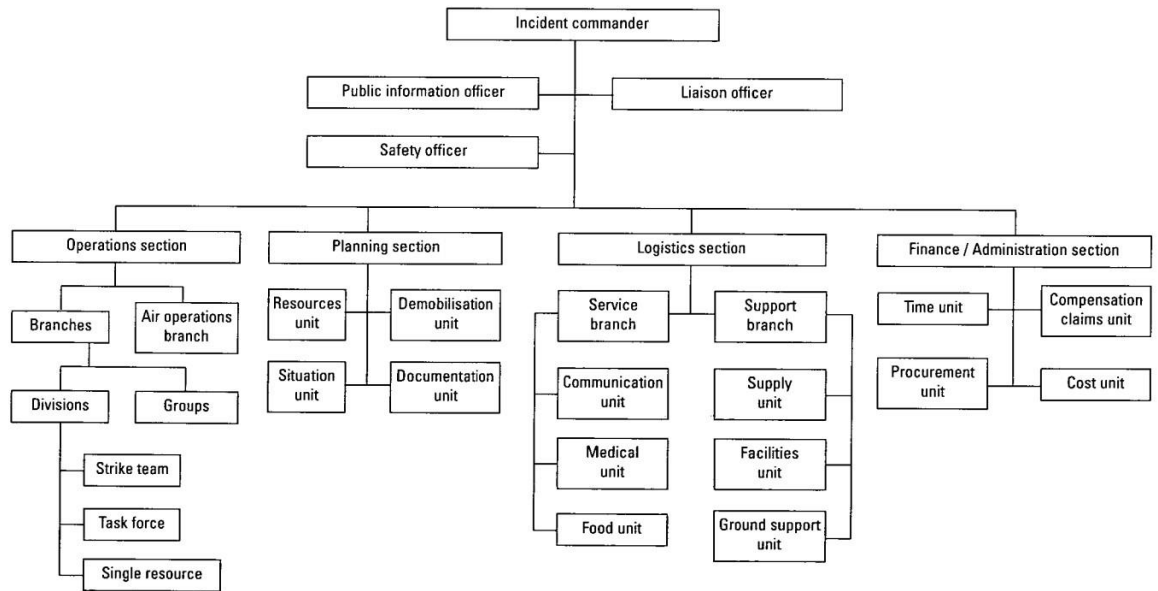 Incident commander
Public information officer
Liaison officer
Safety officer
Operations section
Planning section
Logistics section
Finance / Administration section
Branches
Air operations
branch
Divisions
Groups
Strike team
Task force
Single resource
Resources
unit
Demobilisation
unit
Situation
unit
Documentation
unit
Service
branch
Support
branch
Communication
unit
Supply
unit
Medical
unit
Facilities
unit
Food unit
Ground support
unit
Time unit
Compensation
claims unit
Procurement
unit
Cost unit